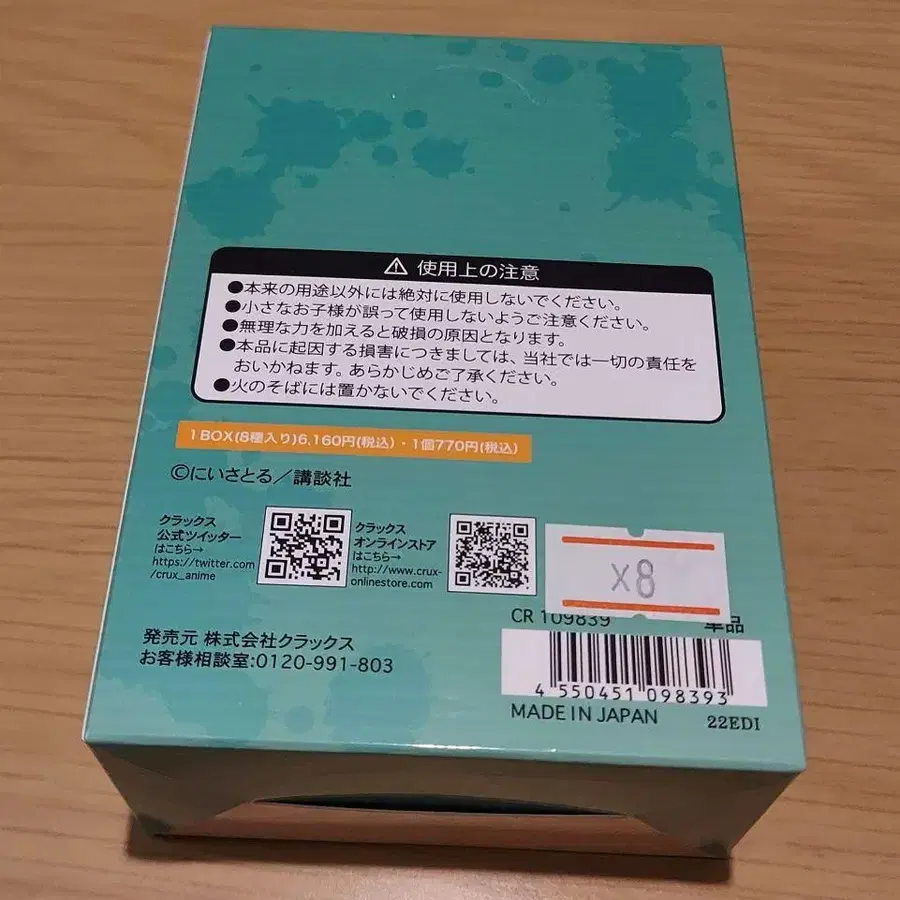 ⚠ 使用上の注意
●本来の用途以外には絶対に使用しないでください。
●小さなお子様が誤って使用しないようご注意ください。
●無理な力を加えると破損の原因となります。
●本品に起因する損害につきましては、当社では一切の責任を
おいかねます。あらかじめご了承ください。
●火のそばには置かないでください。
1BOX(8種入り)6,160円(税込)・1個770円(税込)
©にいさとる／講談社
クラックス
公式ツイッター
はこちら→
https://twitter.com
/crux_anime
クラックス
オンラインストア
はこちら→
http://www.crux-
onlinestore.com
X8
CR 109839
単品
発売元 株式会社クラックス
お客様相談室:0120-991-803
4 550451 098393
MADE IN JAPAN
22EDI